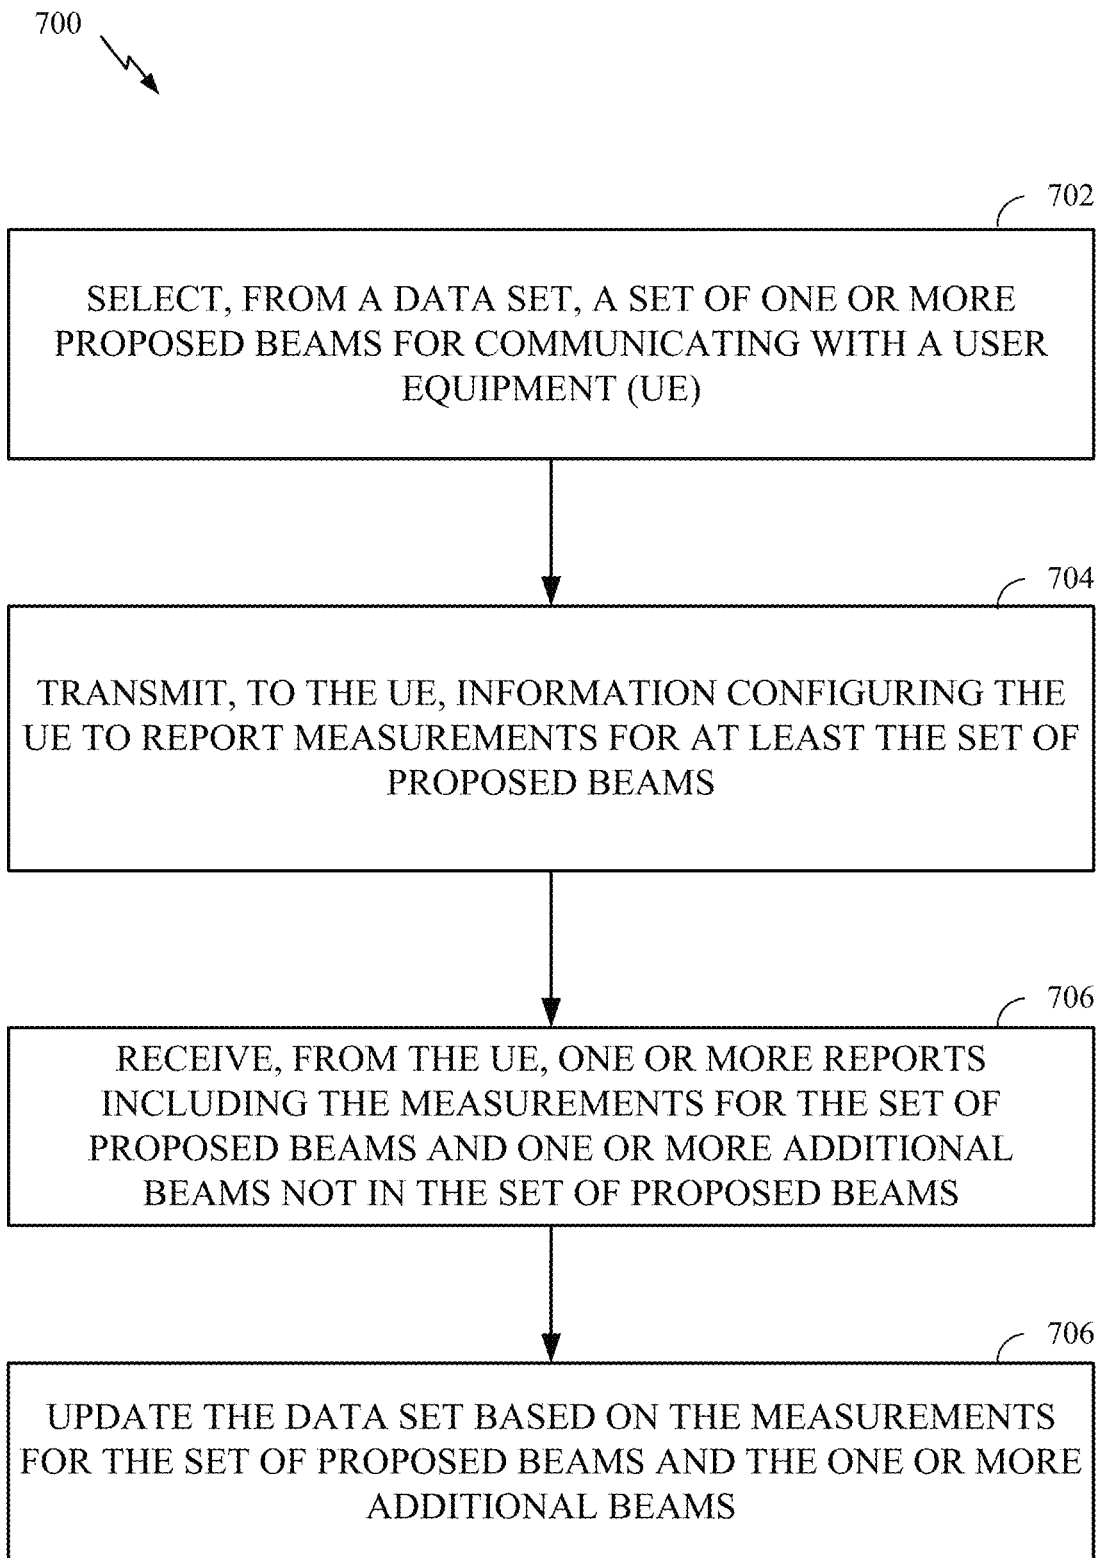 700
702
SELECT, FROM A DATA SET, A SET OF ONE OR MORE
PROPOSED BEAMS FOR COMMUNICATING WITH A USER
EQUIPMENT (UE)
704
TRANSMIT, TO THE UE, INFORMATION CONFIGURING THE
UE TO REPORT MEASUREMENTS FOR AT LEAST THE SET OF
PROPOSED BEAMS
706
RECEIVE, FROM THE UE, ONE OR MORE REPORTS
INCLUDING THE MEASUREMENTS FOR THE SET OF
PROPOSED BEAMS AND ONE OR MORE ADDITIONAL
BEAMS NOT IN THE SET OF PROPOSED BEAMS
706
UPDATE THE DATA SET BASED ON THE MEASUREMENTS
FOR THE SET OF PROPOSED BEAMS AND THE ONE OR MORE
ADDITIONAL BEAMS